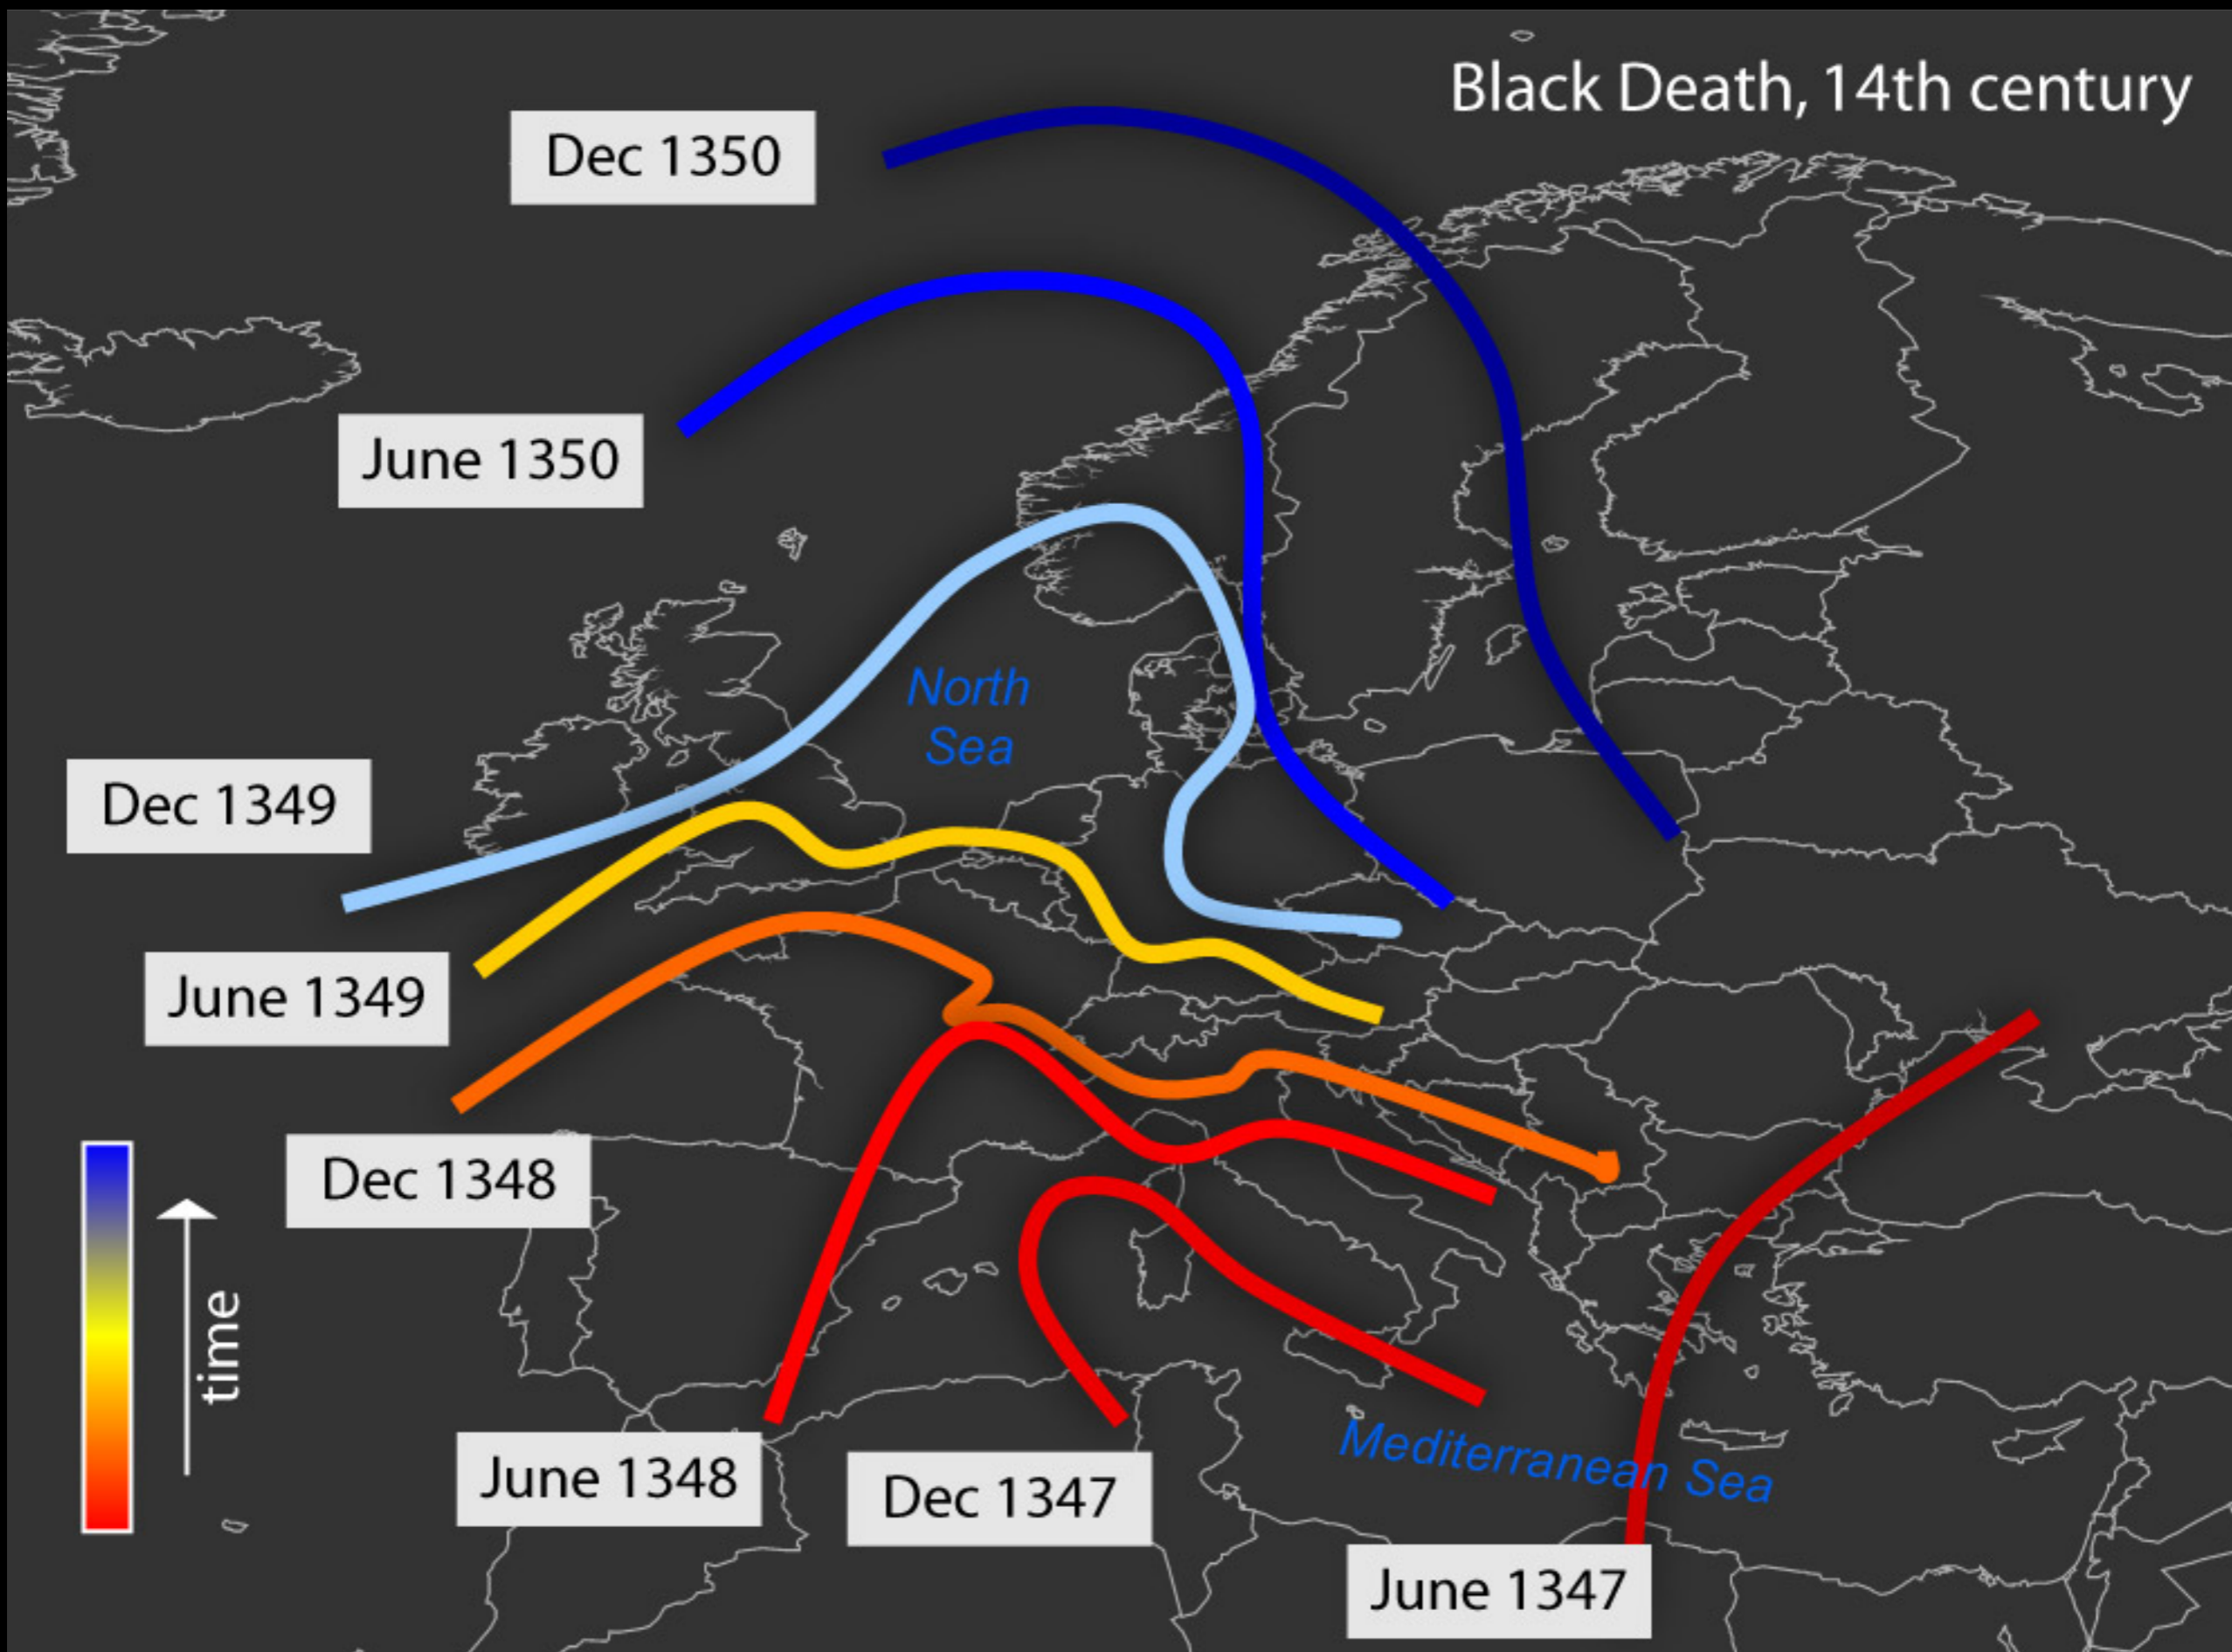 Black Death, 14th century
Dec 1350
June 1350
North
Sea
Dec 1349
June 1349
Dec 1348
time
June 1348
Dec 1347
Mediterranean Sea
June 1347